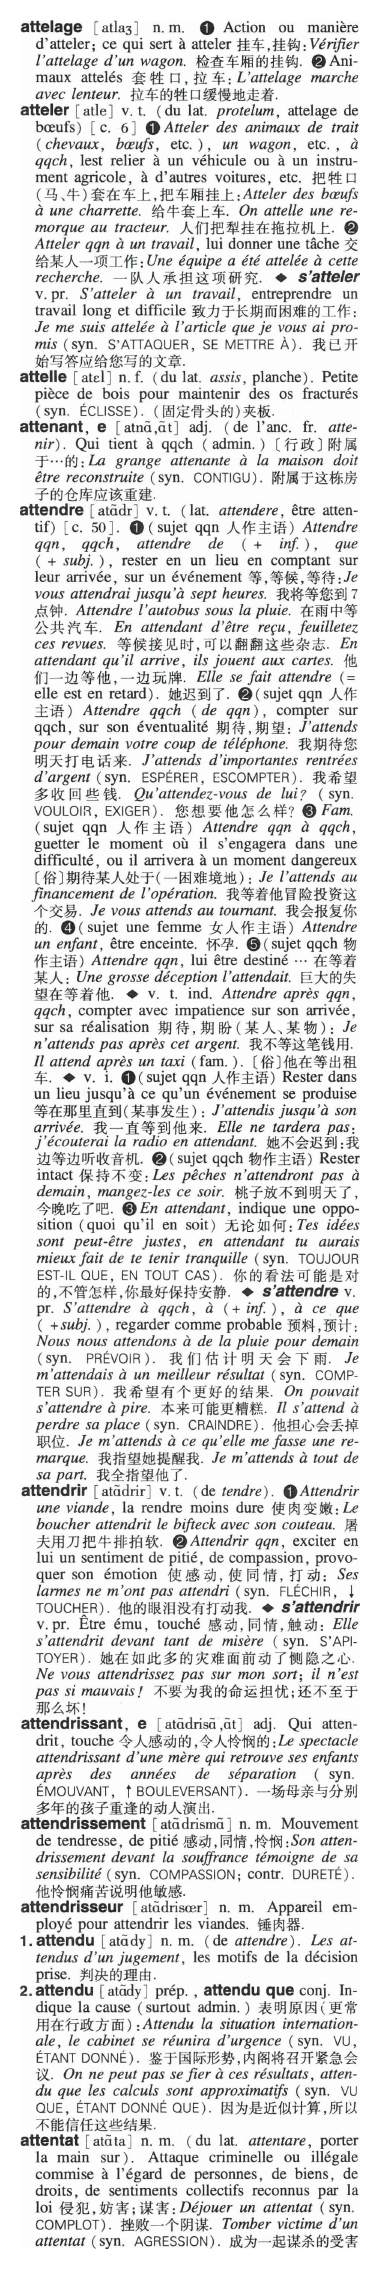 attelage [atlaʒ] n. m. ❶ Action ou manière
d'atteler; ce qui sert à atteler 挂车,挂钩:Vérifier
l'attelage d'un wagon. 检查车厢的挂钩. ❷ Ani-
maux attelés 套牲口,拉车: L'attelage marche
avec lenteur. 拉车的牲口缓慢地走着.
atteler [atle] v. t. (du lat. protelum, attelage de
bœufs) [c. 6] ❶ Atteler des animaux de trait
(chevaux, bœufs, etc.), un wagon, etc., à
qqch, lest relier à un véhicule ou à un instru-
ment agricole, à d'autres voitures, etc. 把牲口
(马、牛)套在车上,把车厢挂上:Atteler des bœufs
à une charrette. 给牛套上车. On attelle une re-
morque au tracteur. 人们把犁挂在拖拉机上. ❷
Atteler qqn à un travail, lui donner une tâche 交
给某人一项工作:Une équipe a été attelée à cette
recherche. 一队人承担这项研究. ◆ s'atteler
v. pr. S'atteler à un travail, entreprendre un
travail long et difficile 致力于长期而困难的工作:
Je me suis attelée à l'article que je vous ai pro-
mis (syn. S'ATTAQUER, SE METTRE À). 我已开
始写答应给您写的文章.
attelle [atɛl] n. f. (du lat. assis, planche). Petite
pièce de bois pour maintenir des os fracturés
(syn. ÉCLISSE). (固定骨头的)夹板.
attenant, e [atnɑ̃,ɑ̃t] adj. (de l'anc. fr. atte-
nir). Qui tient à qqch (admin.) 〔行政〕附属
于…的:La grange attenante à la maison doit
être reconstruite (syn. CONTIGU). 附属于这栋房
子的仓库应该重建.
attendre [atɑ̃dr] v. t. (lat. attendere, être atten-
tif) [c. 50]. ❶(sujet qqn 人作主语) Attendre
qqn, qqch, attendre de (+ inf.), que
(+ subj.), rester en un lieu en comptant sur
leur arrivée, sur un événement 等,等候,等待:Je
vous attendrai jusqu'à sept heures. 我将等您到 7
点钟. Attendre l'autobus sous la pluie. 在雨中等
公共汽车. En attendant d'être reçu, feuilletez
ces revues. 等候接见时,可以翻翻这些杂志. En
attendant qu'il arrive, ils jouent aux cartes. 他
们一边等他,一边玩牌. Elle se fait attendre (=
elle est en retard). 她迟到了. ❷(sujet qqn 人作
主语) Attendre qqch (de qqn), compter sur
qqch, sur son éventualité 期待,期望: J'attends
pour demain votre coup de téléphone. 我期待您
明天打电话来. J'attends d'importantes rentrées
d'argent (syn. ESPÉRER, ESCOMPTER). 我希望
多收回些钱. Qu'attendez-vous de lui? (syn.
VOULOIR, EXIGER). 您想要他怎么样? ❸ Fam.
(sujet qqn 人作主语) Attendre qqn à qqch,
guetter le moment où il s'engagera dans une
difficulté, ou il arrivera à un moment dangereux
〔俗〕期待某人处于(一困难境地): Je l'attends au
financement de l'opération. 我等着他冒险投资这
个交易. Je vous attends au tournant. 我会报复你
的. ❹(sujet une femme 女人作主语) Attendre
un enfant, être enceinte. 怀孕. ❺(sujet qqch 物
作主语) Attendre qqn, lui être destiné … 在等着
某人: Une grosse déception l'attendait. 巨大的失
望在等着他. ◆ v. t. ind. Attendre après qqn,
qqch, compter avec impatience sur son arrivée,
sur sa réalisation 期待,期盼(某人、某物): Je
n'attends pas après cet argent. 我不等这笔钱用.
Il attend après un taxi (fam.). 〔俗〕他在等出租
车. ◆ v. i. ❶(sujet qqn 人作主语) Rester dans
un lieu jusqu'à ce qu'un événement se produise
等在那里直到(某事发生): J'attendis jusqu'à son
arrivée. 我一直等到他来. Elle ne tardera pas:
j'écouterai la radio en attendant. 她不会迟到:我
边等边听收音机. ❷(sujet qqch 物作主语) Rester
intact 保持不变:Les pêches n'attendront pas à
demain, mangez-les ce soir. 桃子放不到明天了,
今晚吃了吧. ❸En attendant, indique une oppo-
sition (quoi qu'il en soit) 无论如何:Tes idées
sont peut-être justes, en attendant tu aurais
mieux fait de te tenir tranquille (syn. TOUJOUR
EST-IL QUE, EN TOUT CAS). 你的看法可能是对
的,不管怎样,你最好保持安静. ◆ s'attendre v.
pr. S'attendre à qqch, à (+inf.), à ce que
(+subj.), regarder comme probable 预料,预计:
Nous nous attendons à de la pluie pour demain
(syn. PRÉVOIR). 我们估计明天会下雨. Je
m'attendais à un meilleur résultat (syn. COMP-
TER SUR). 我希望有个更好的结果. On pouvait
s'attendre à pire. 本来可能更糟糕. Il s'attend à
perdre sa place (syn. CRAINDRE). 他担心会丢掉
职位. Je m'attends à ce qu'elle me fasse une re-
marque. 我指望她提醒我. Je m'attends à tout de
sa part. 我全指望他了.
attendrir [atɑ̃drir] v. t. (de tendre). ❶Attendrir
une viande, la rendre moins dure 使肉变嫩:Le
boucher attendrit le bifteck avec son couteau. 屠
夫用刀把牛排拍软. ❷Attendrir qqn, exciter en
lui un sentiment de pitié, de compassion, provo-
quer son émotion 使感动,使同情,打动: Ses
larmes ne m'ont pas attendri (syn. FLÉCHIR, ↓
TOUCHER). 他的眼泪没有打动我. ◆ s'attendrir
v. pr. Être ému, touché 感动,同情,触动: Elle
s'attendrit devant tant de misère (syn. S'API-
TOYER). 她在如此多的灾难面前动了恻隐之心.
Ne vous attendrissez pas sur mon sort; il n'est
pas si mauvais! 不要为我的命运担忧;还不至于
那么坏!
attendrissant, e [atɑ̃drisɑ̃,ɑ̃t] adj. Qui atten-
drit, touche 令人感动的,令人怜悯的:Le spectacle
attendrissant d'une mère qui retrouve ses enfants
après des années de séparation (syn.
ÉMOUVANT, ↑BOULEVERSANT). 一场母亲与分别
多年的孩子重逢的动人演出.
attendrissement [atɑ̃drismɑ̃] n. m. Mouvement
de tendresse, de pitié 感动,同情,怜悯:Son atten-
drissement devant la souffrance témoigne de sa
sensibilité (syn. COMPASSION; contr. DURETÉ).
他怜悯痛苦说明他敏感.
attendrisseur [atɑ̃drisœr] n. m. Appareil em-
ployé pour attendrir les viandes. 锤肉器.
1. attendu [atɑ̃dy] n. m. (de attendre). Les at-
tendus d'un jugement, les motifs de la décision
prise. 判决的理由.
2. attendu [atɑ̃dy] prép., attendu que conj. In-
dique la cause (surtout admin.) 表明原因(更常
用在行政方面):Attendu la situation internation-
ale, le cabinet se réunira d'urgence (syn. VU,
ÉTANT DONNÉ). 鉴于国际形势,内阁将召开紧急会
议. On ne peut pas se fier à ces résultats, atten-
du que les calculs sont approximatifs (syn. VU
QUE, ÉTANT DONNÉ QUE). 因为是近似计算,所以
不能信任这些结果.
attentat [atɑ̃ta] n. m. (du lat. attentare, porter
la main sur). Attaque criminelle ou illégale
commise à l'égard de personnes, de biens, de
droits, de sentiments collectifs reconnus par la
loi 侵犯,妨害;谋害:Déjouer un attentat (syn.
COMPLOT). 挫败一个阴谋. Tomber victime d'un
attentat (syn. AGRESSION). 成为一起谋杀的受害